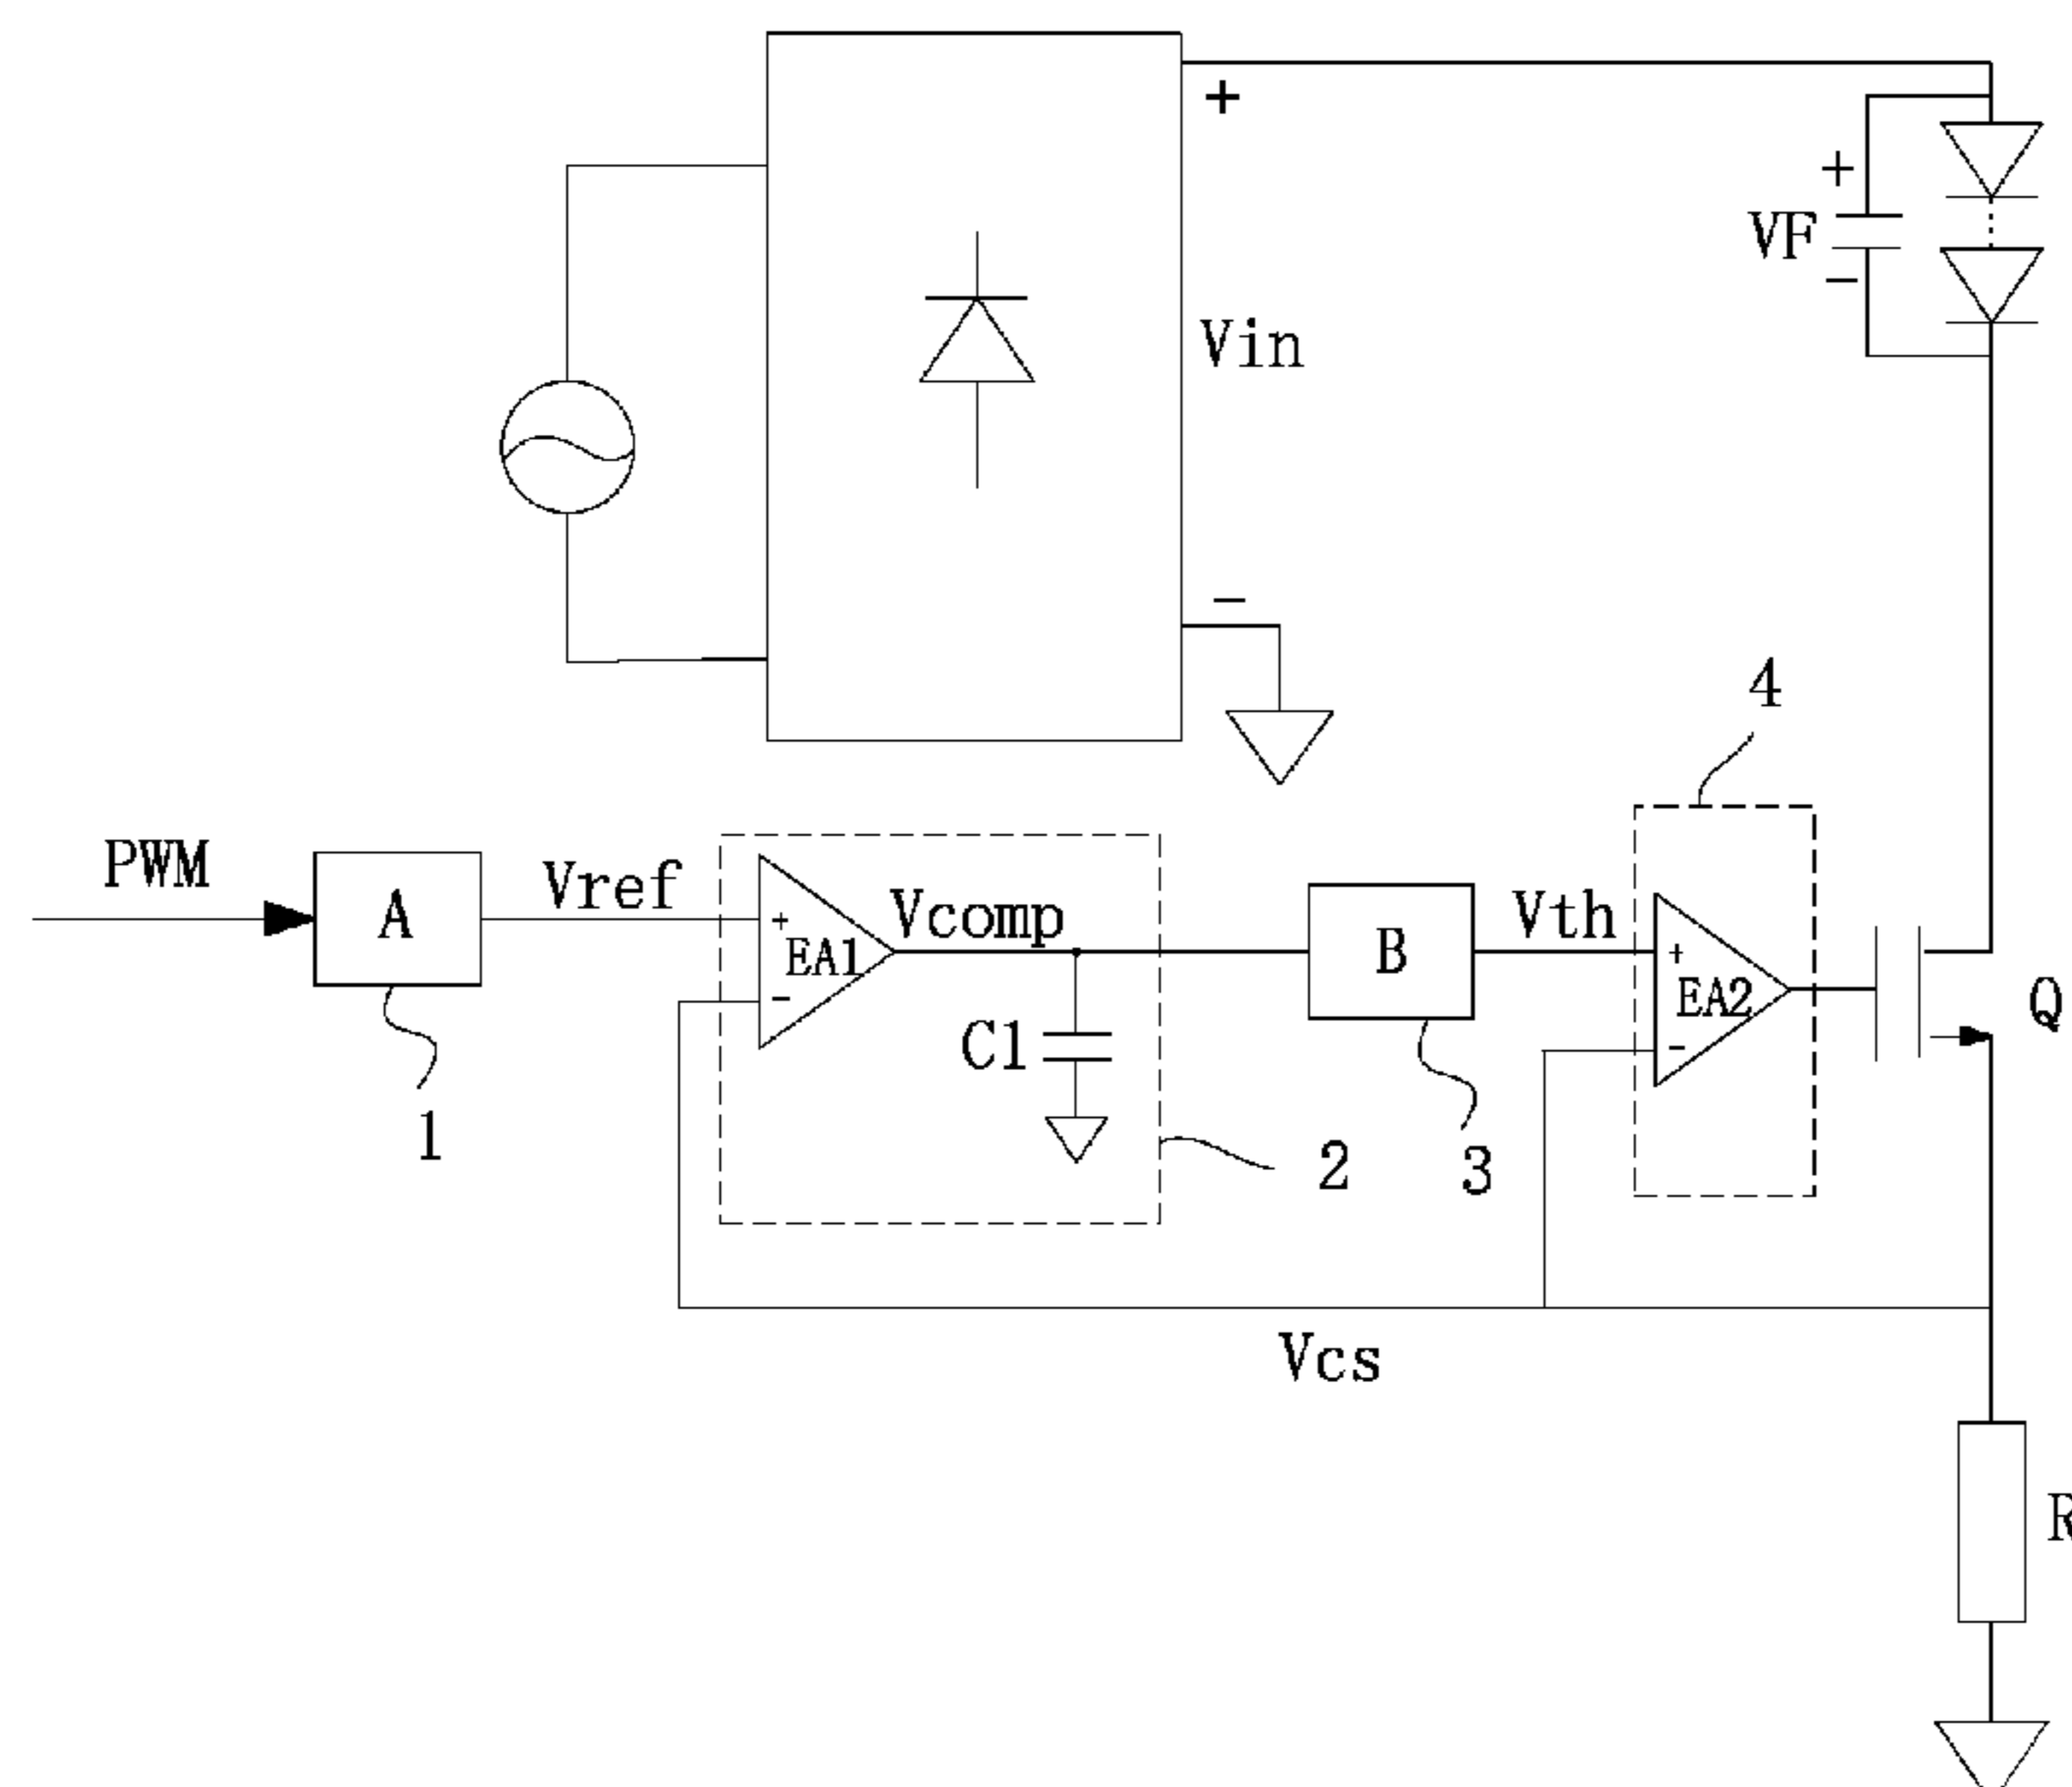 +
+
VF
-
Vin
-
4
PWM
A
Vref
+
EA1
-
Vcomp
C1
B
Vth
+
EA2
-
Q
1
2
3
Vcs
R